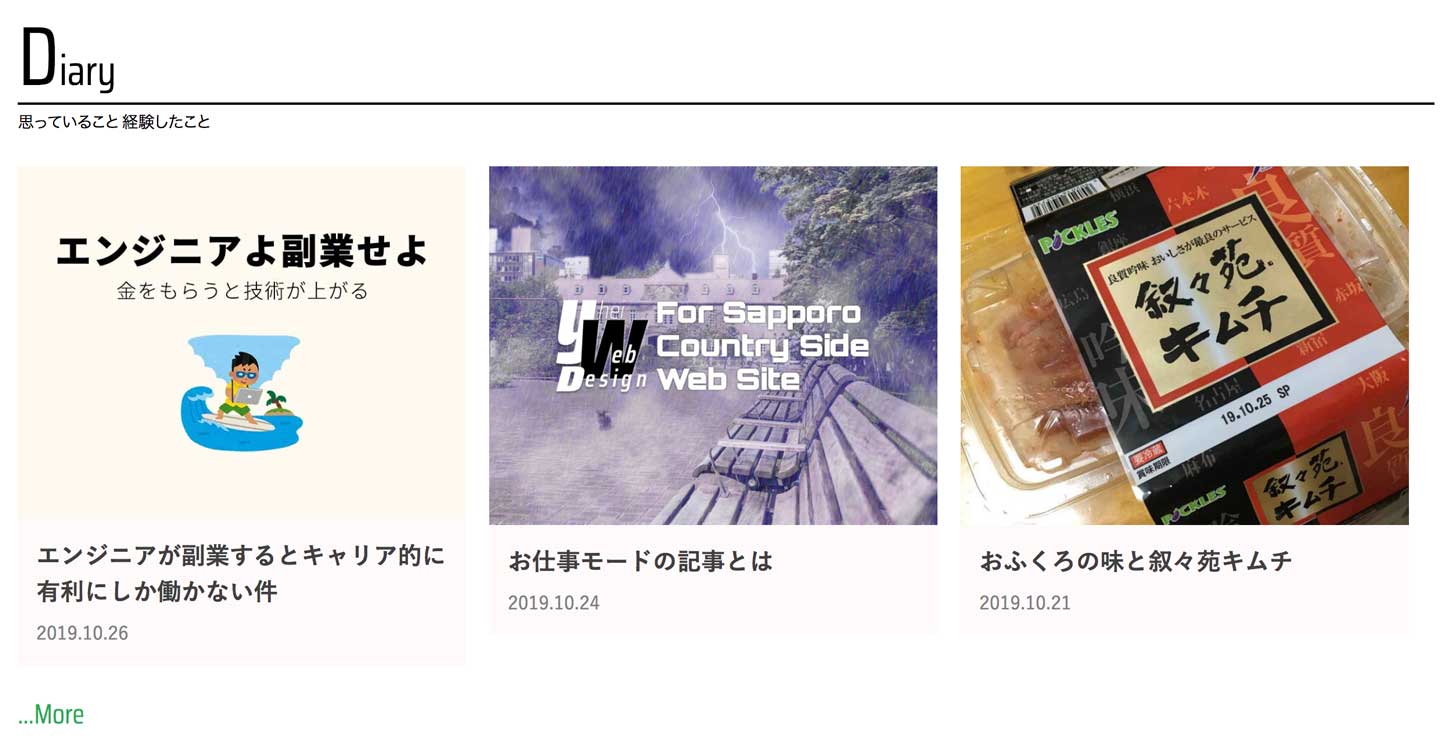 Diary
思っていること 経験したこと
エンジニアよ副業せよ
金をもらうと技術が上がる
For Sapporo
Country Side
Web Site
Web
Design
横浜
六本木
良質
PICKLES
銀座
良質吟味 おいしさが最良のサービス
叙々苑
キムチ
広島
赤坂
吟味
新宿
名古屋
大阪
19.10.25 SP
要冷蔵
賞味期限
麻布
良質
PICKLES
叙々苑
キムチ
エンジニアが副業するとキャリア的に
有利にしか働かない件
2019.10.26
お仕事モードの記事とは
2019.10.24
おふくろの味と叙々苑キムチ
2019.10.21
...More